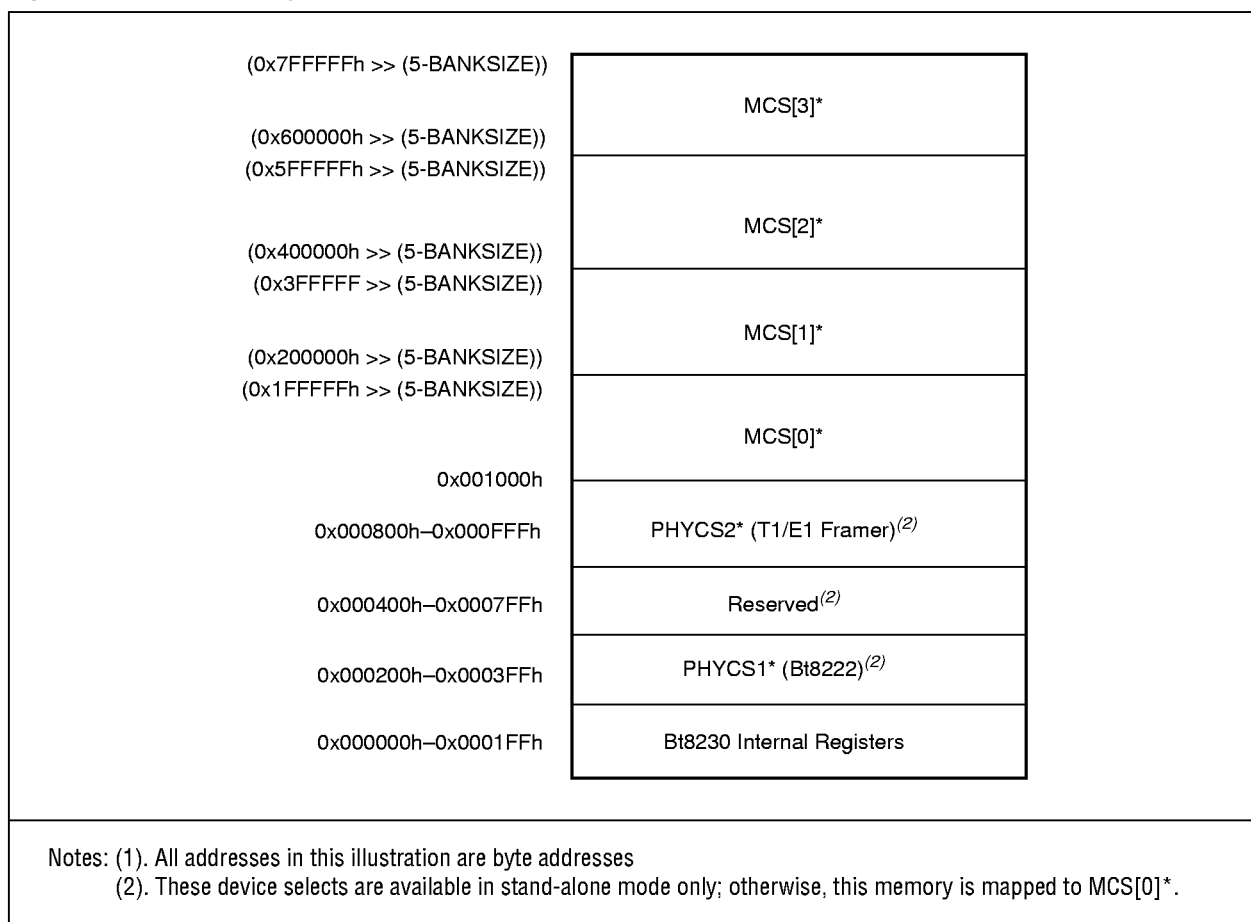 (0x7FFFFFh >> (5-BANKSIZE))
MCS[3]*
(0x600000h >> (5-BANKSIZE))
(0x5FFFFFh >> (5-BANKSIZE))
MCS[2]*
(0x400000h >> (5-BANKSIZE))
(0x3FFFFF >> (5-BANKSIZE))
MCS[1]*
(0x200000h >> (5-BANKSIZE))
(0x1FFFFFh >> (5-BANKSIZE))
MCS[0]*
0x001000h
0x000800h–0x000FFFh PHYCS2* (T1/E1 Framer)(2)
0x000400h–0x0007FFh Reserved(2)
0x000200h–0x0003FFh PHYCS1* (Bt8222)(2)
0x000000h–0x0001FFh Bt8230 Internal Registers
Notes: (1). All addresses in this illustration are byte addresses
(2). These device selects are available in stand-alone mode only; otherwise, this memory is mapped to MCS[0]*.